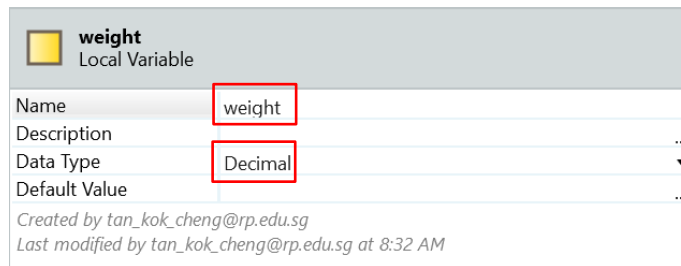 weight
Local Variable
Name weight
Description
..
Data Type Decimal
Default Value
..
Created by tan_kok_cheng@rp.edu.sg
Last modified by tan_kok_cheng@rp.edu.sg at 8:32 AM